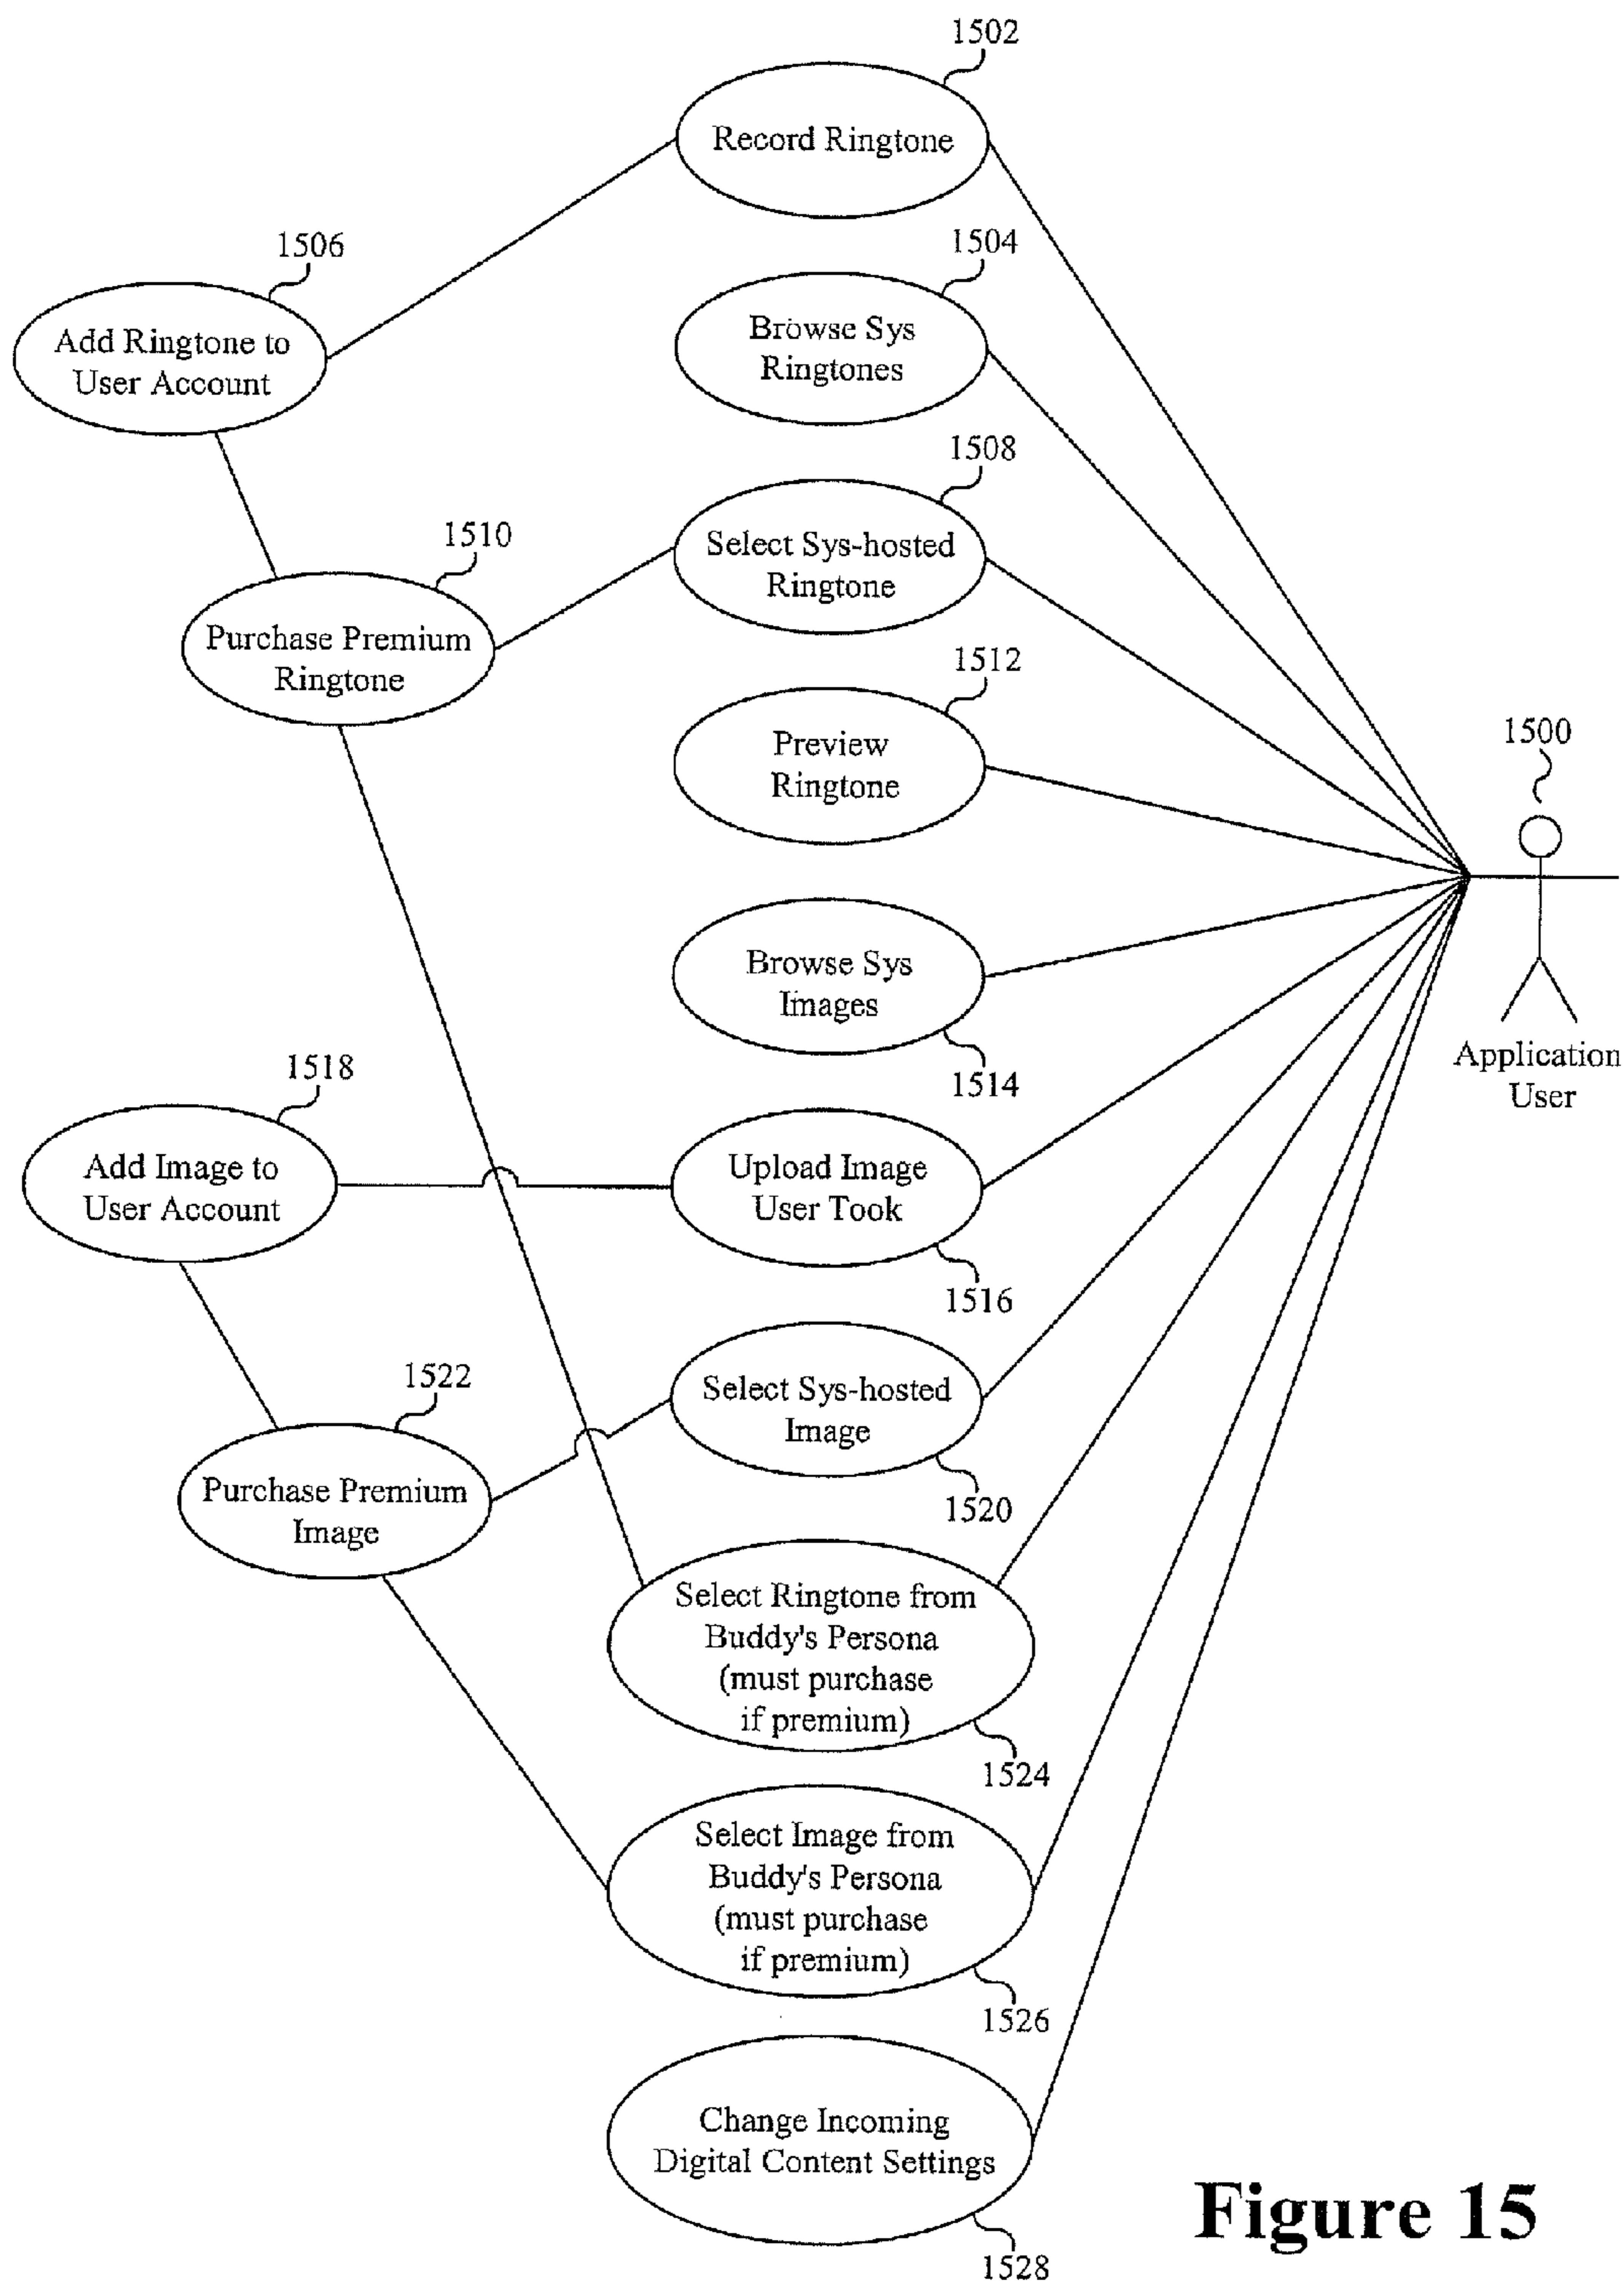 1502
Record Ringtone
1504
1506
Browse Sys
Ringtones
Add Ringtone to
User Account
1508
Select Sys-hosted
Ringtone
1510
Purchase Premium
Ringtone
1512
Preview
Ringtone
1500
Application
User
Browse Sys
Images
1514
1518
Add Image to
User Account
Upload Image
User Took
1516
1522
Select Sys-hosted
Image
1520
Purchase Premium
Image
Select Ringtone from
Buddy's Persona
(must purchase
if premium)
1524
Select Image from
Buddy's Persona
(must purchase
if premium)
1526
Change Incoming
Digital Content Settings
1528
Figure 15